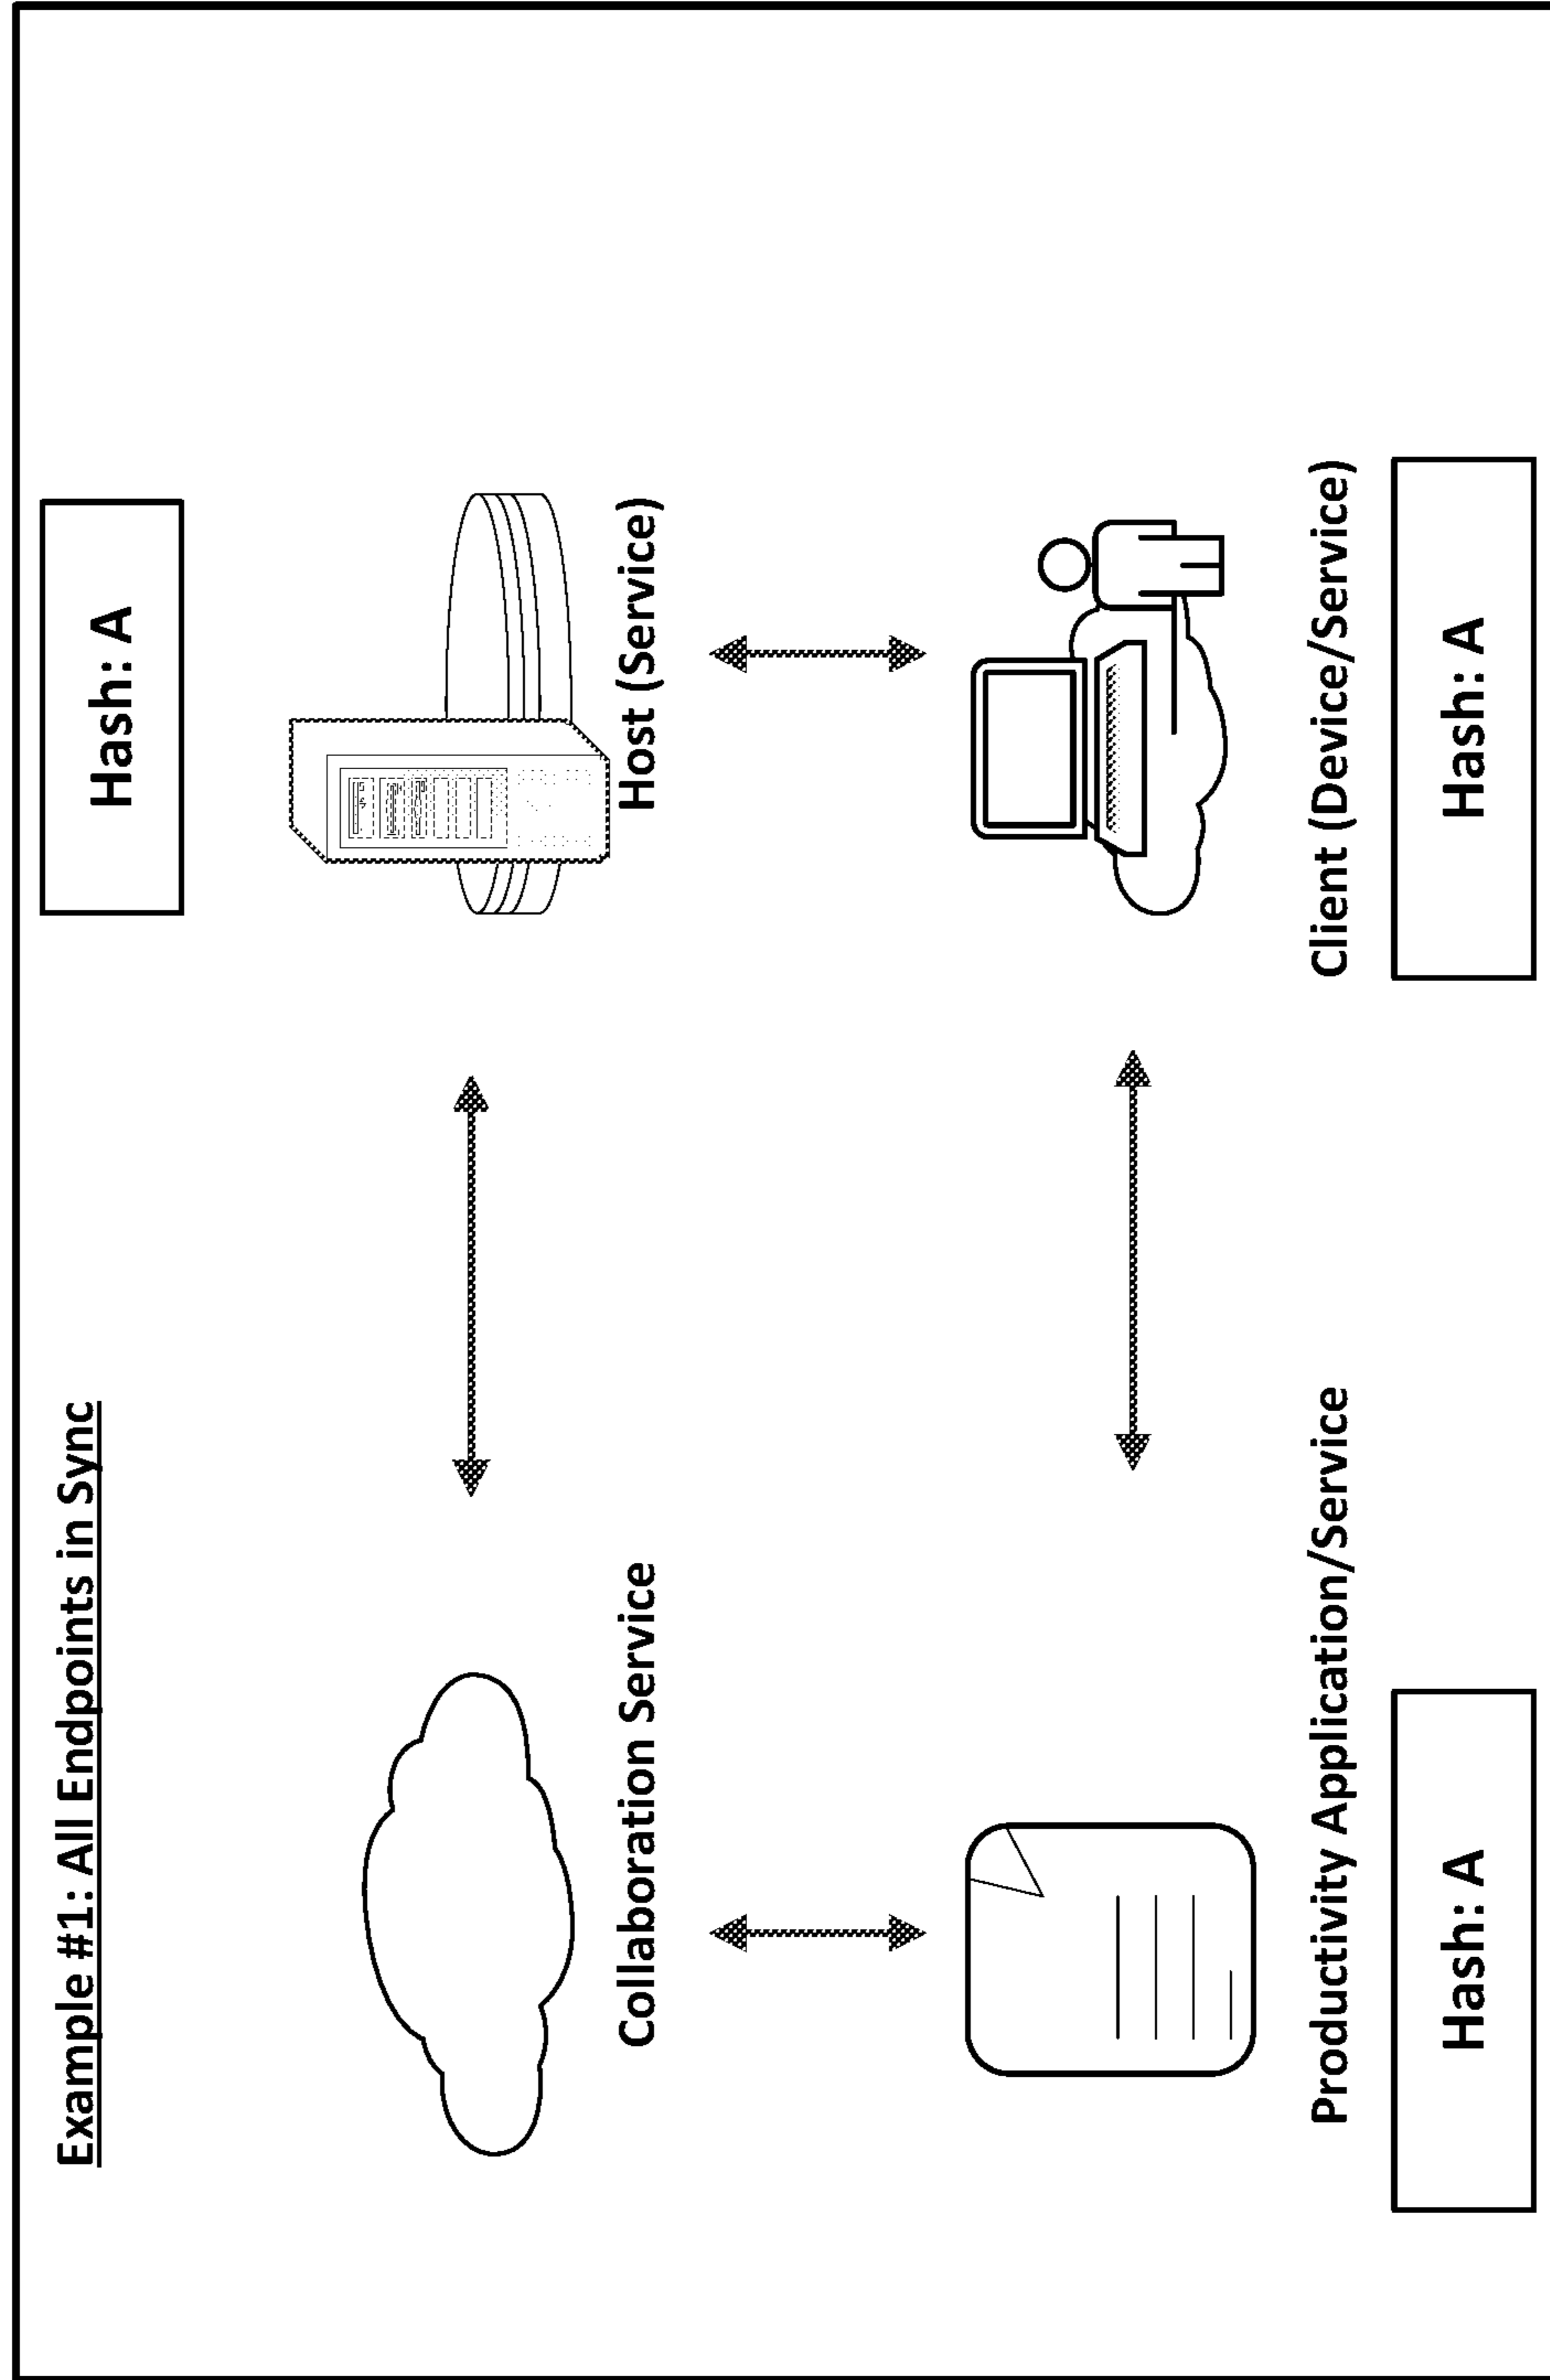 Example #1: All Endpoints in Sync
Hash: A
Collaboration Service
Host (Service)
Productivity Application/Service
Client (Device/Service)
Hash: A
Hash: A